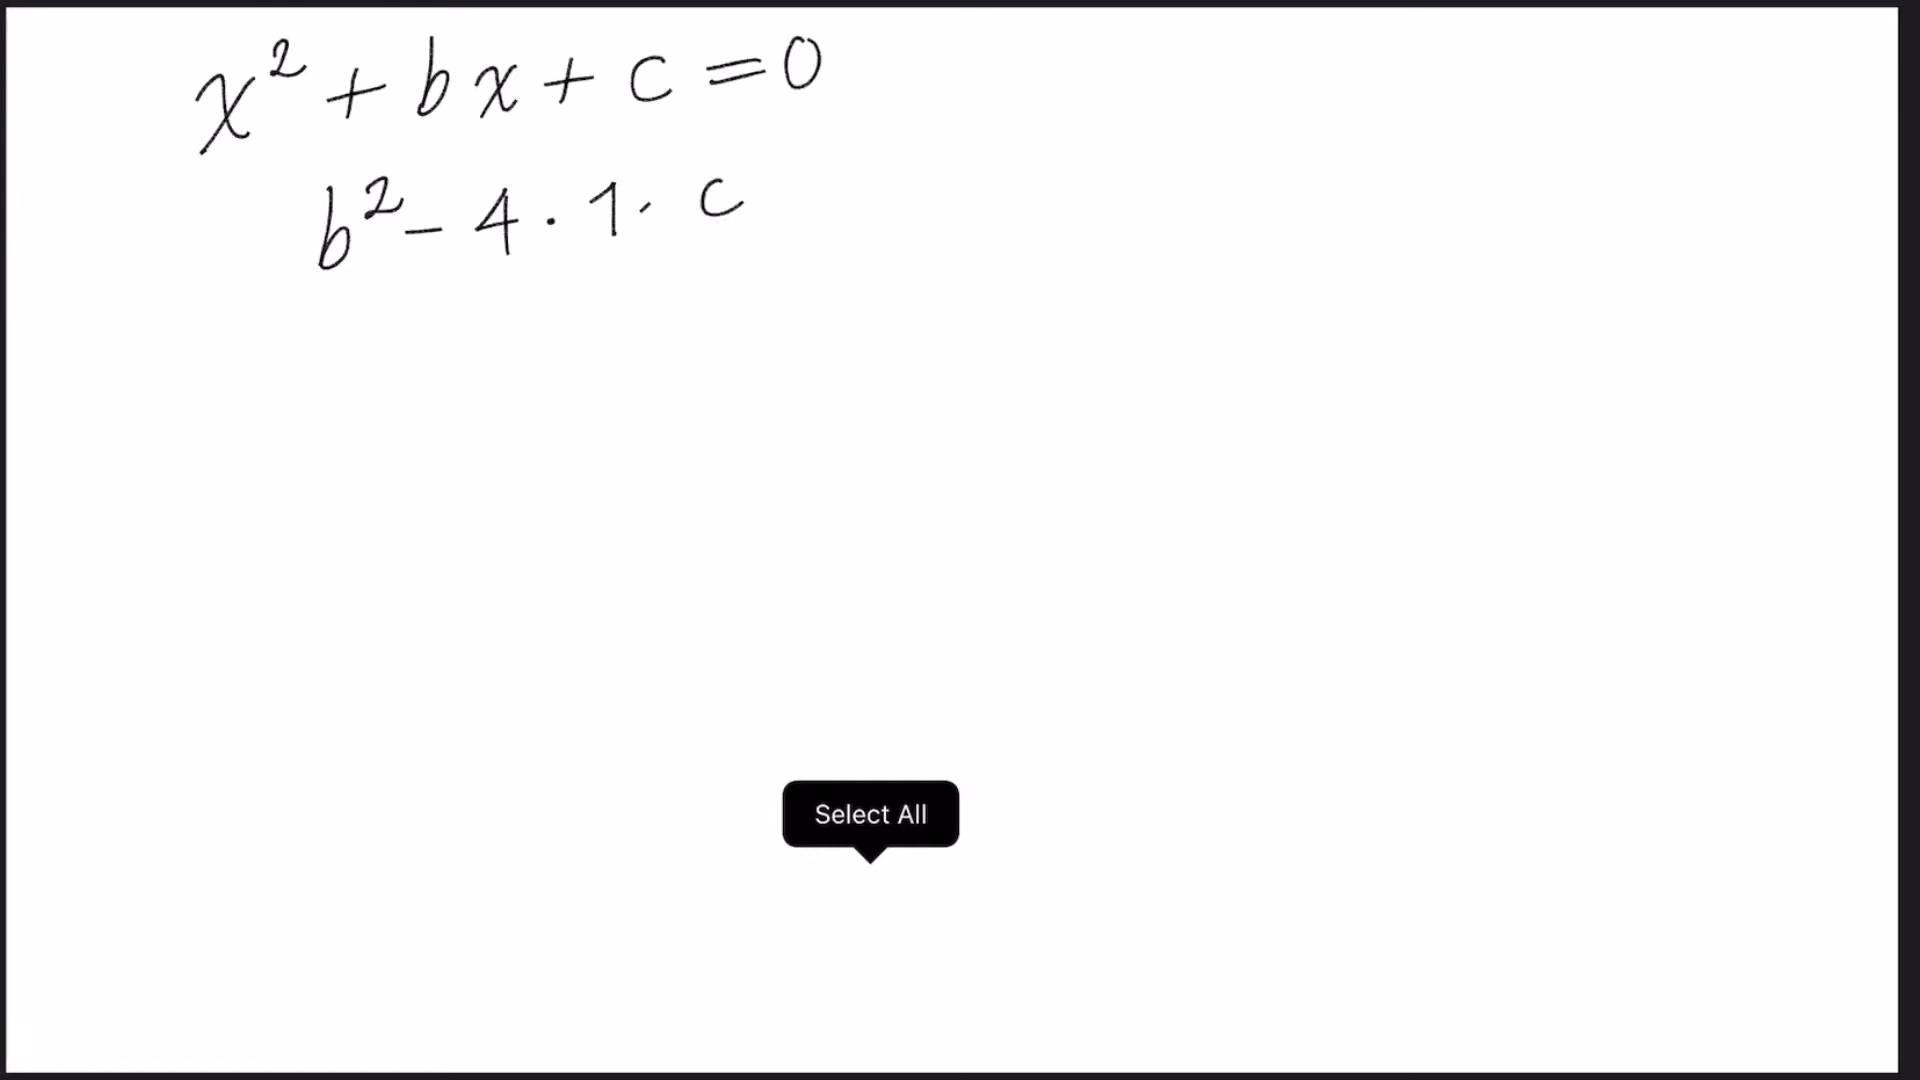 x² + bx + c = 0
b² - 4 · 1 · c
Select All